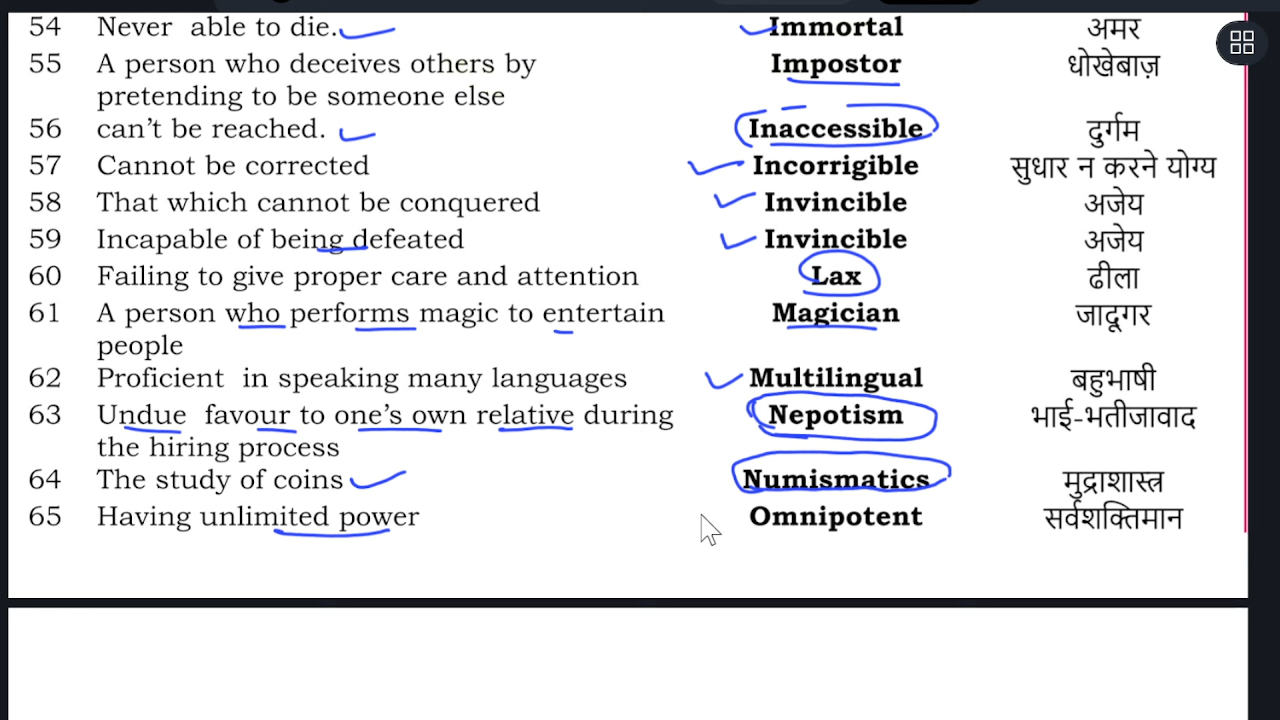 54 Never able to die. Immortal अमर
55 A person who deceives others by Impostor धोखेबाज़
pretending to be someone else
56 can't be reached. Inaccessible दुर्गम
57 Cannot be corrected Incorrigible सुधार न करने योग्य
58 That which cannot be conquered Invincible अजेय
59 Incapable of being defeated Invincible अजेय
60 Failing to give proper care and attention Lax ढीला
61 A person who performs magic to entertain Magician जादूगर
people
62 Proficient in speaking many languages Multilingual बहुभाषी
63 Undue favour to one's own relative during Nepotism भाई-भतीजावाद
the hiring process
64 The study of coins Numismatics मुद्राशास्त्र
65 Having unlimited power Omnipotent सर्वशक्तिमान